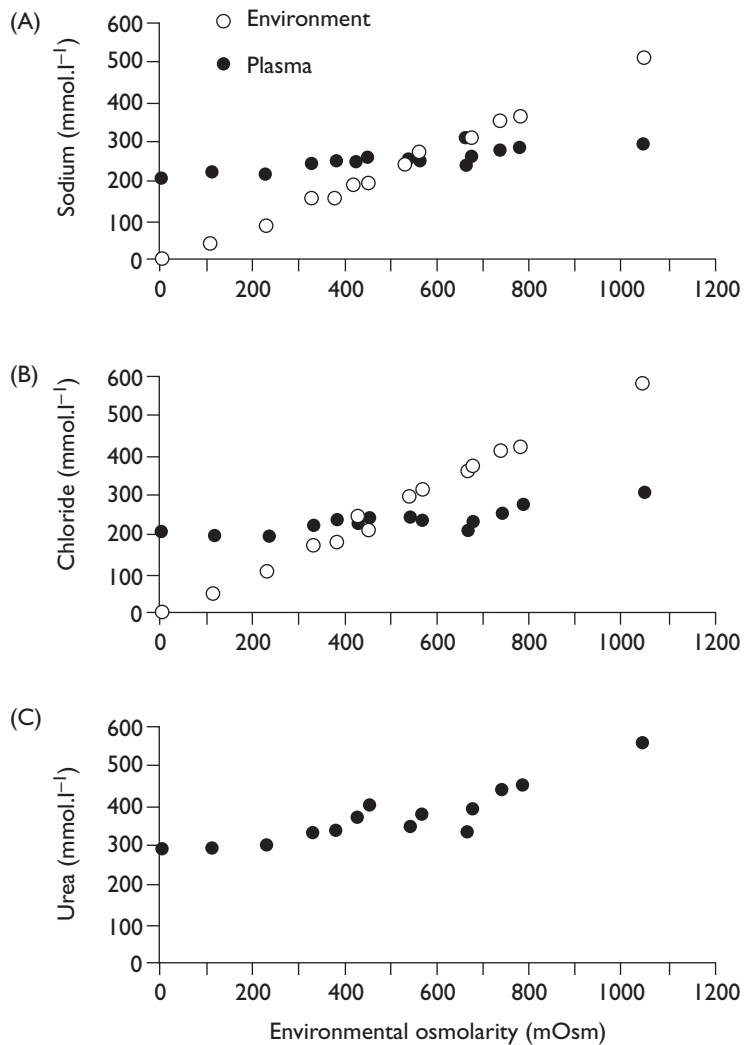 (A)
Environment
Plasma
Sodium (mmol.l⁻¹)
600
500
400
300
200
100
0
0 200 400 600 800 1000 1200
(B)
Chloride (mmol.l⁻¹)
600
500
400
300
200
100
0
0 200 400 600 800 1000 1200
(C)
Urea (mmol.l⁻¹)
600
500
400
300
200
100
0
0 200 400 600 800 1000 1200
Environmental osmolarity (mOsm)